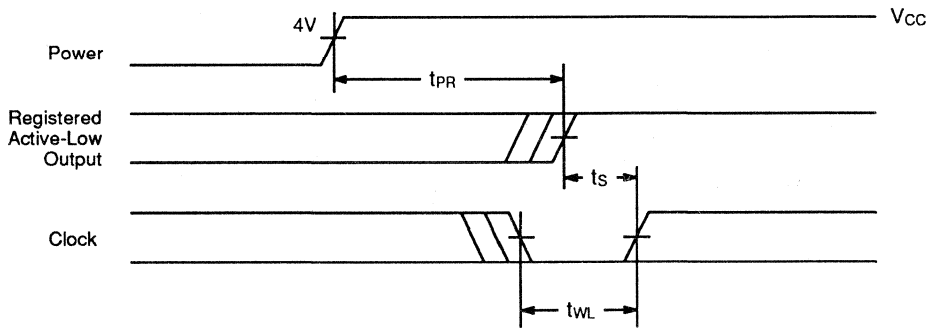 4V
VCC
Power
tPR
Registered
Active-Low
Output
tS
Clock
tWL